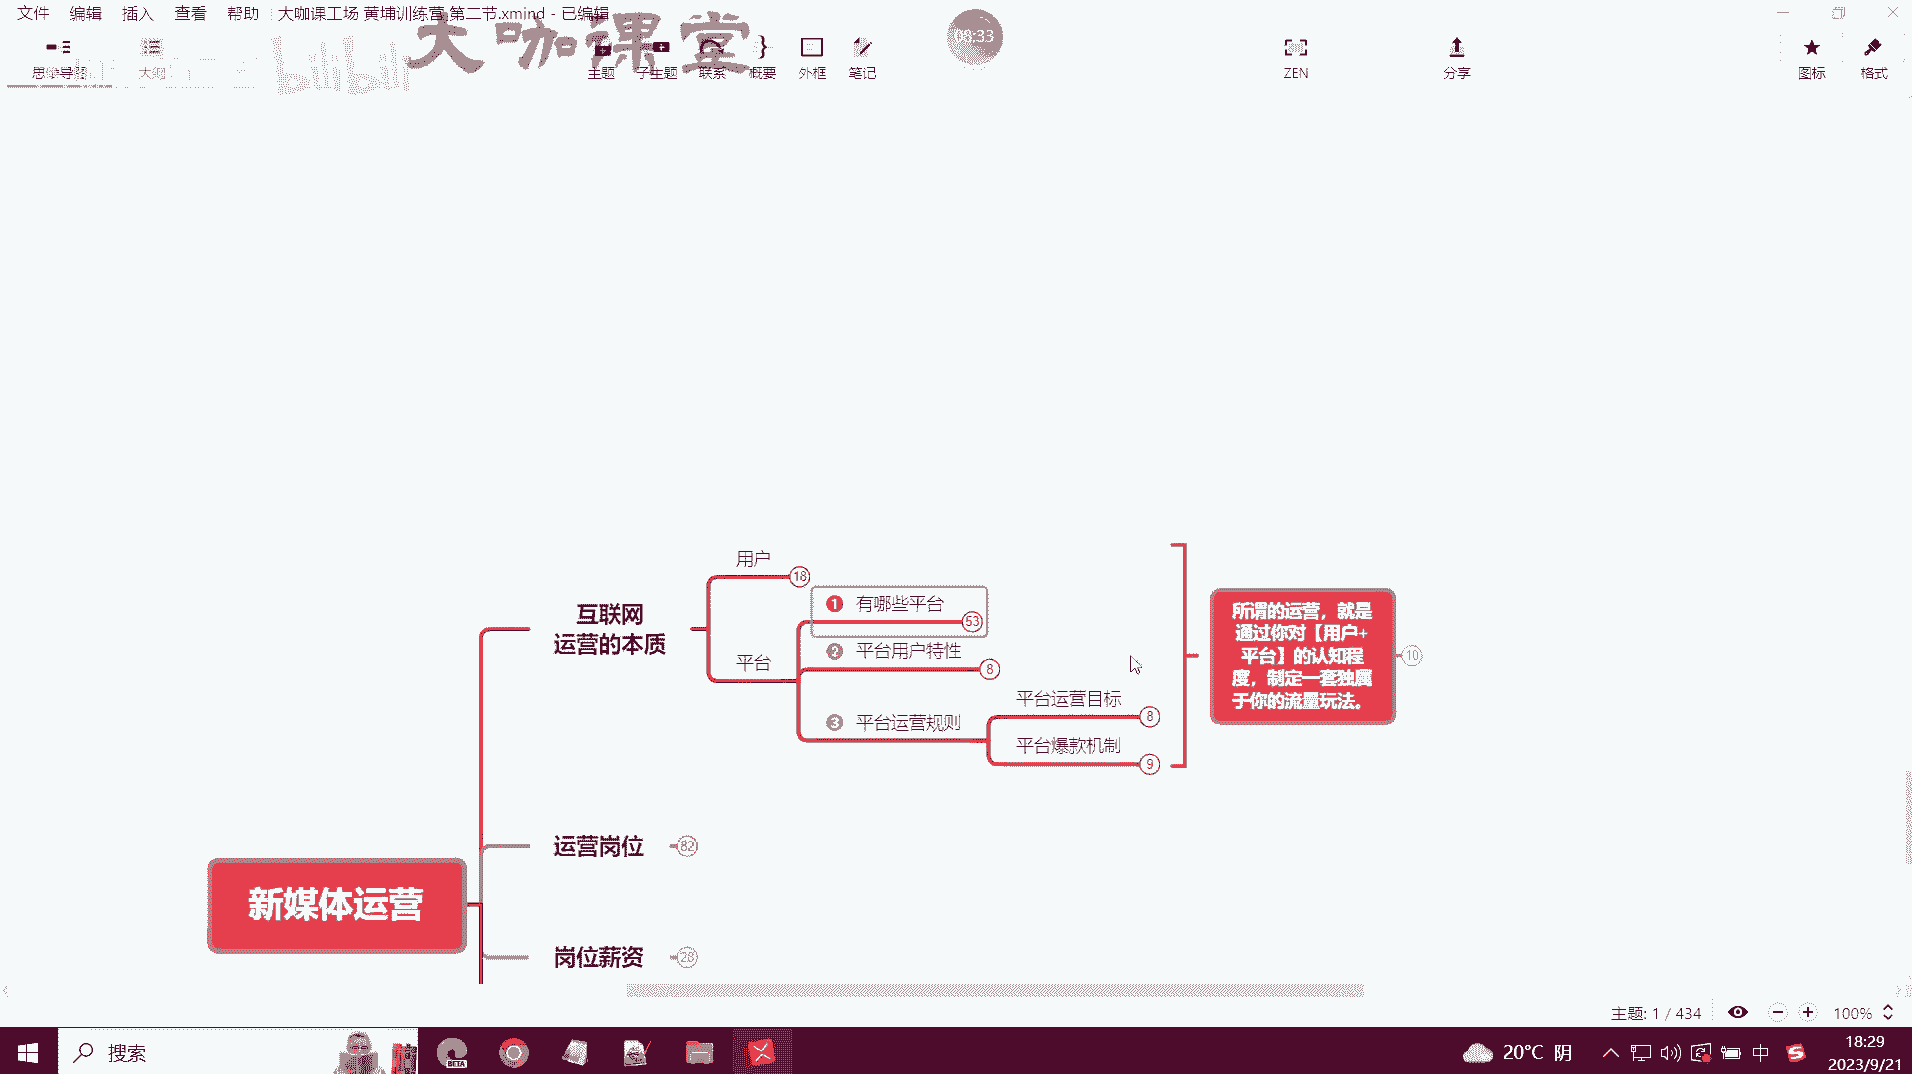 文件 编辑 插入 查看 帮助 大咖课工场 黄埔训练营 第二节.xmind - 已编辑
大咖课堂
bilibili
08:33
思维导图 大纲 主题 子主题 联系 概要 外框 笔记 ZEN 分享 图标 格式
用户
18
1 有哪些平台
53
互联网
运营的本质
2 平台用户特性
8
平台
平台运营目标
8
3 平台运营规则
平台爆款机制
9
所谓的运营，就是
通过你对【用户+
平台】的认知程
度，制定一套独属
于你的流量玩法。
10
运营岗位 82
新媒体运营
岗位薪资 28
主题: 1 / 434 100%
搜索
BETA
20°C 阴
中
18:29
2023/9/21